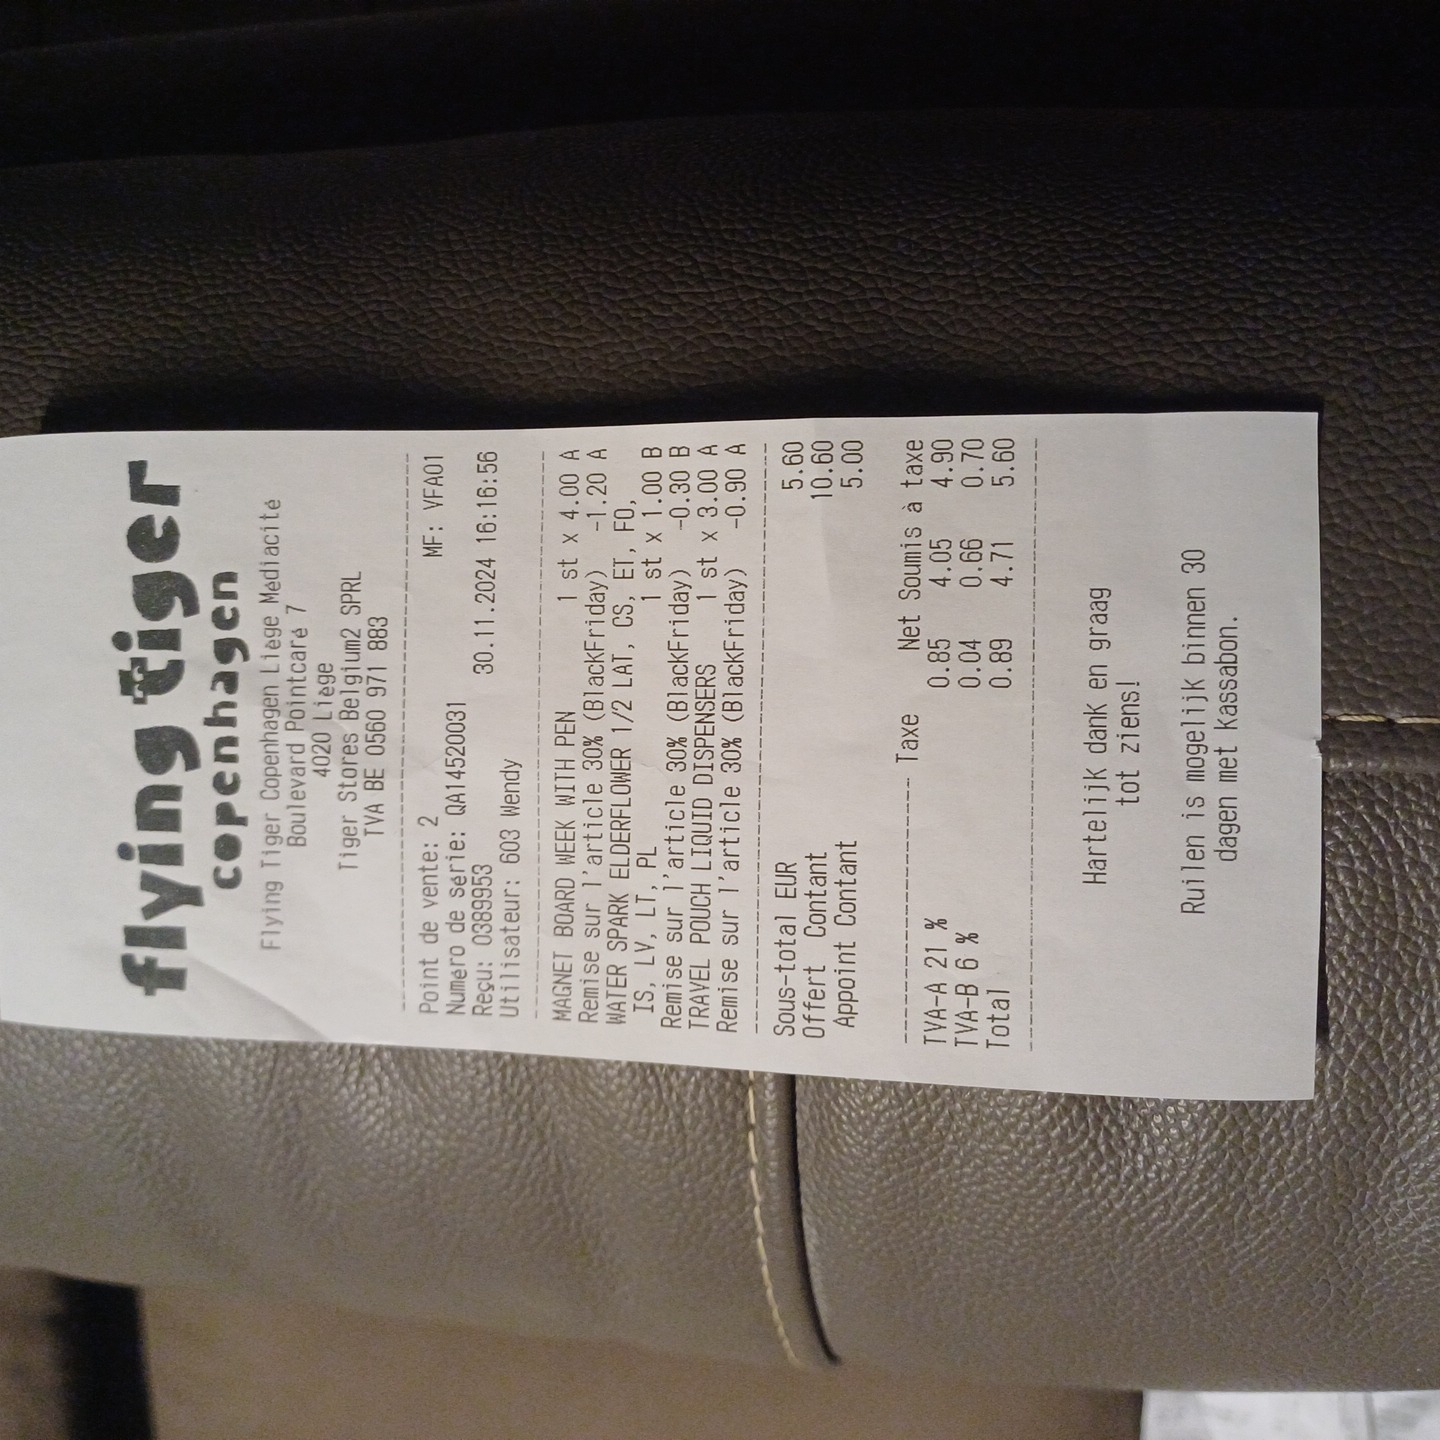 flying tiger
copenhagen
Flying Tiger Copenhagen Liège Médiacité
Boulevard Pointcaré 7
4020 Liège
Tiger Stores Belgium2 SPRL
TVA BE 0560 971 883
Point de vente: 2 MF: VFA01
Numéro de série: QA14520031
Reçu: 0389953 30.11.2024 16:16:56
Utilisateur: 603 Wendy
MAGNET BOARD WEEK WITH PEN 1 st x 4.00 A
Remise sur l'article 30% (BlackFriday) -1.20 A
WATER SPARK ELDERFLOWER 1/2 LAT, CS, ET, FO,
IS, LV, LT, PL 1 st x 1.00 B
Remise sur l'article 30% (BlackFriday) -0.30 B
TRAVEL POUCH LIQUID DISPENSERS 1 st x 3.00 A
Remise sur l'article 30% (BlackFriday) -0.90 A
Sous-total EUR 5.60
Offert Contant 10.60
Appoint Contant 5.00
Taxe Net Soumis à taxe
TVA-A 21 % 0.85 4.05 4.90
TVA-B 6 % 0.04 0.66 0.70
Total 0.89 4.71 5.60
Hartelijk dank en graag
tot ziens!
Ruilen is mogelijk binnen 30
dagen met kassabon.